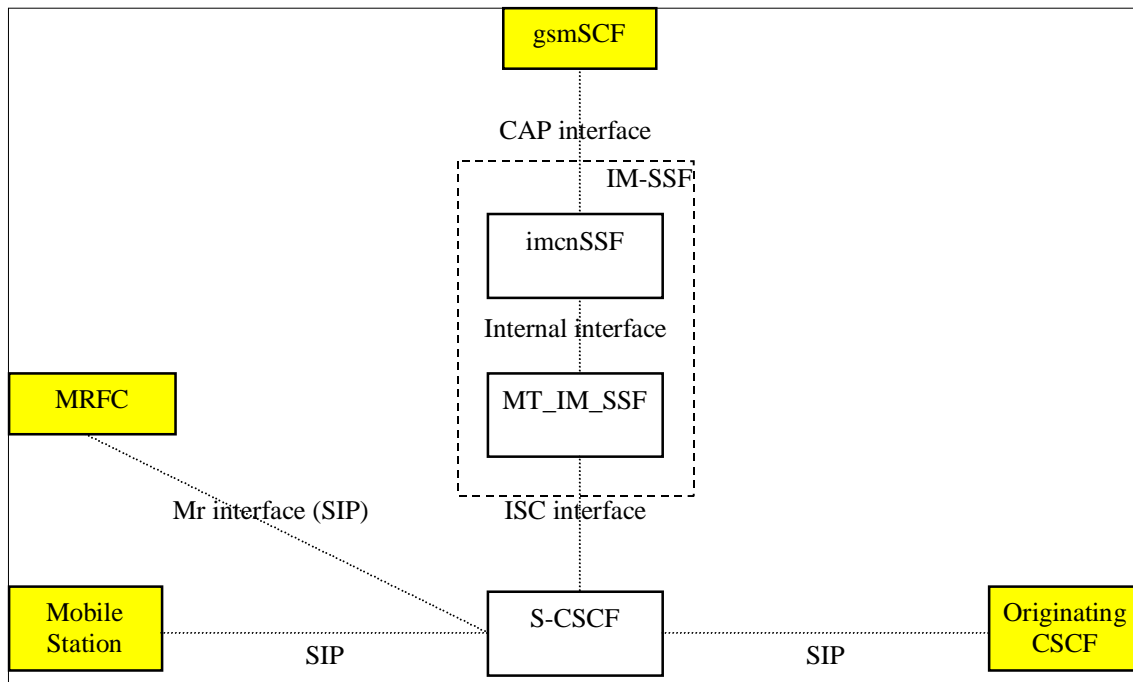 gsmSCF
CAP interface
IM-SSF
imcnSSF
Internal interface
MRFC
MT_IM_SSF
Mr interface (SIP)
ISC interface
Mobile
Station
SIP
S-CSCF
SIP
Originating
CSCF